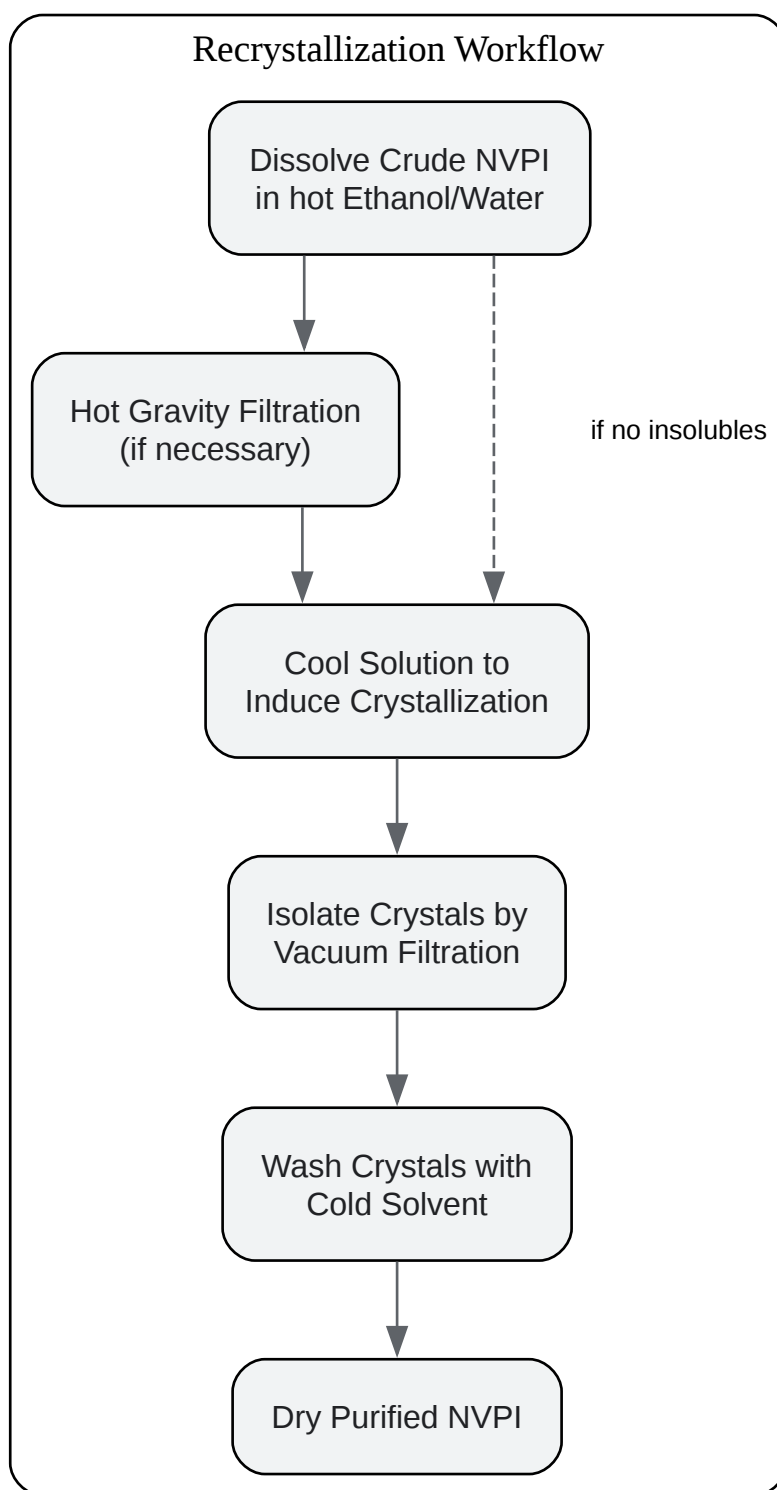 Recrystallization Workflow
Dissolve Crude NVPI
in hot Ethanol/Water
Hot Gravity Filtration
(if necessary)
if no insolubles
Cool Solution to
Induce Crystallization
Isolate Crystals by
Vacuum Filtration
Wash Crystals with
Cold Solvent
Dry Purified NVPI